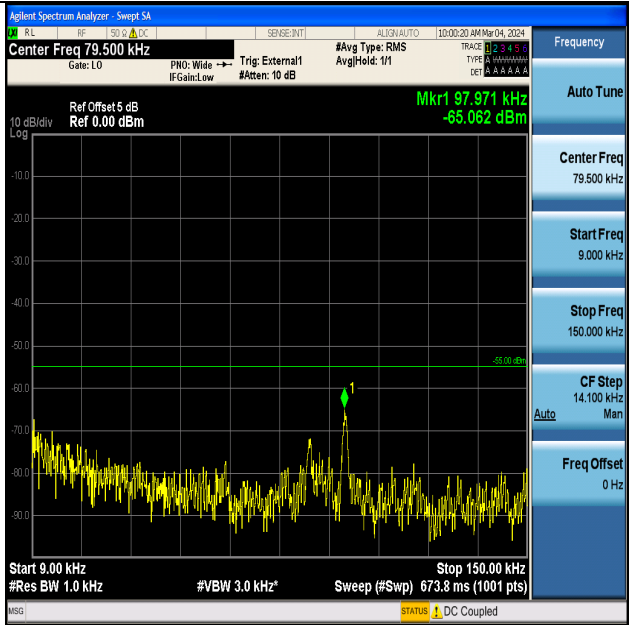 Agilent Spectrum Analyzer - Swept SA
RL RF 50 Ω DC SENSE:INT ALIGNAUTO 10:00:20 AM Mar 04, 2024
Center Freq 79.500 kHz
#Avg Type: RMS
TRACE 1 2 3 4 5 6
Gate: LO
PNO: Wide
Trig: External1
Avg|Hold: 1/1
TYPE A
IFGain:Low
#Atten: 10 dB
DET A A A A A A
Mkr1 97.971 kHz
-65.062 dBm
Ref Offset 5 dB
10 dB/div Ref 0.00 dBm
Log
-10.0
-20.0
-30.0
-40.0
-50.0
-55.00 dBm
-60.0
1
-70.0
-80.0
-90.0
Start 9.00 kHz
Stop 150.00 kHz
#Res BW 1.0 kHz
#VBW 3.0 kHz*
Sweep (#Swp) 673.8 ms (1001 pts)
MSG
STATUS
! DC Coupled
Frequency
Auto Tune
Center Freq
79.500 kHz
Start Freq
9.000 kHz
Stop Freq
150.000 kHz
CF Step
14.100 kHz
Auto Man
Freq Offset
0 Hz